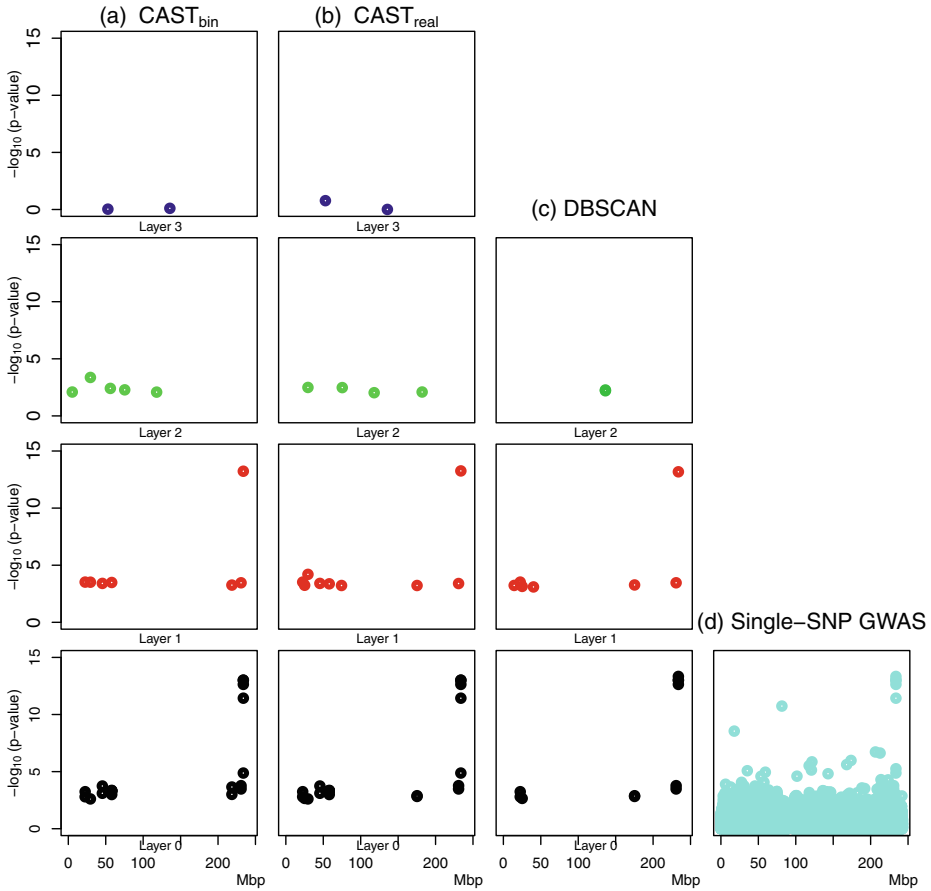 (a) CAST_bin
(b) CAST_real
15
10
5
0
−log10 (p−value)
Layer 3
Layer 3
(c) DBSCAN
15
10
5
0
−log10 (p−value)
Layer 2
Layer 2
Layer 2
15
10
5
0
−log10 (p−value)
Layer 1
Layer 1
Layer 1
(d) Single−SNP GWAS
15
10
5
0
−log10 (p−value)
Layer 0
Layer 0
Layer 0
0 50 100 200
0 50 100 200
0 50 100 200
0 50 100 200
Mbp
Mbp
Mbp
Mbp